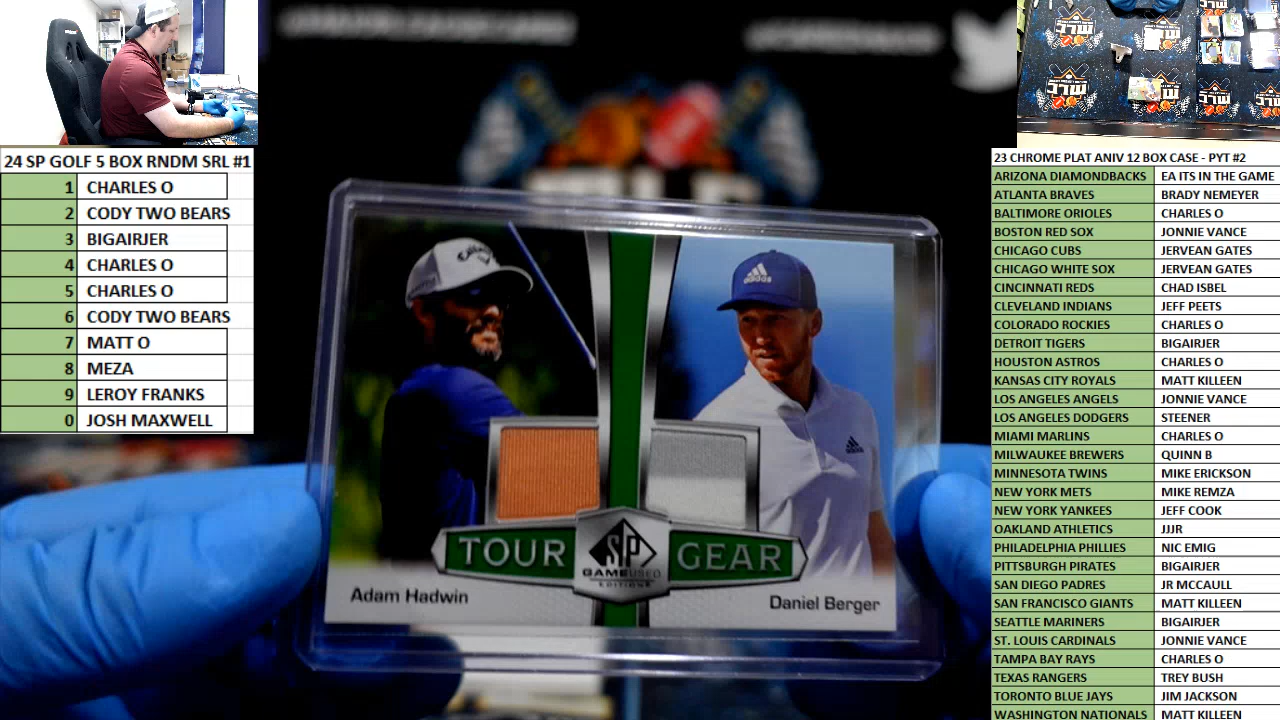 24 SP GOLF 5 BOX RNDM SRL #1
1 CHARLES O
2 CODY TWO BEARS
3 BIGAIRJER
4 CHARLES O
5 CHARLES O
6 CODY TWO BEARS
7 MATT O
8 MEZA
9 LEROY FRANKS
0 JOSH MAXWELL
Callaway
adidas
adidas
TOUR GEAR
SP
GAME USED
EDITION
Adam Hadwin
Daniel Berger
23 CHROME PLAT ANIV 12 BOX CASE - PYT #2
ARIZONA DIAMONDBACKS EA ITS IN THE GAME
ATLANTA BRAVES BRADY NEMEYER
BALTIMORE ORIOLES CHARLES O
BOSTON RED SOX JONNIE VANCE
CHICAGO CUBS JERVEAN GATES
CHICAGO WHITE SOX JERVEAN GATES
CINCINNATI REDS CHAD ISBEL
CLEVELAND INDIANS JEFF PEETS
COLORADO ROCKIES CHARLES O
DETROIT TIGERS BIGAIRJER
HOUSTON ASTROS CHARLES O
KANSAS CITY ROYALS MATT KILLEEN
LOS ANGELES ANGELS JONNIE VANCE
LOS ANGELES DODGERS STEENER
MIAMI MARLINS CHARLES O
MILWAUKEE BREWERS QUINN B
MINNESOTA TWINS MIKE ERICKSON
NEW YORK METS MIKE REMZA
NEW YORK YANKEES JEFF COOK
OAKLAND ATHLETICS JJJR
PHILADELPHIA PHILLIES NIC EMIG
PITTSBURGH PIRATES BIGAIRJER
SAN DIEGO PADRES JR MCCAULL
SAN FRANCISCO GIANTS MATT KILLEEN
SEATTLE MARINERS BIGAIRJER
ST. LOUIS CARDINALS JONNIE VANCE
TAMPA BAY RAYS CHARLES O
TEXAS RANGERS TREY BUSH
TORONTO BLUE JAYS JIM JACKSON
WASHINGTON NATIONALS MATT KILLEEN